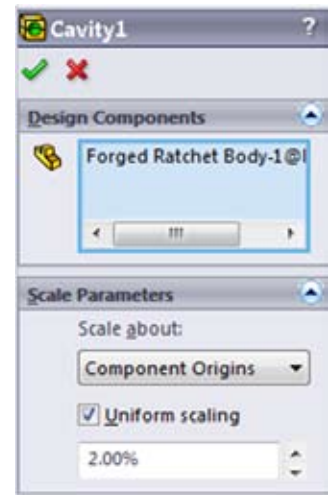 Cavity1 ?
Design Components
Forged Ratchet Body-1@
Scale Parameters
Scale about:
Component Origins
Uniform scaling
2.00%